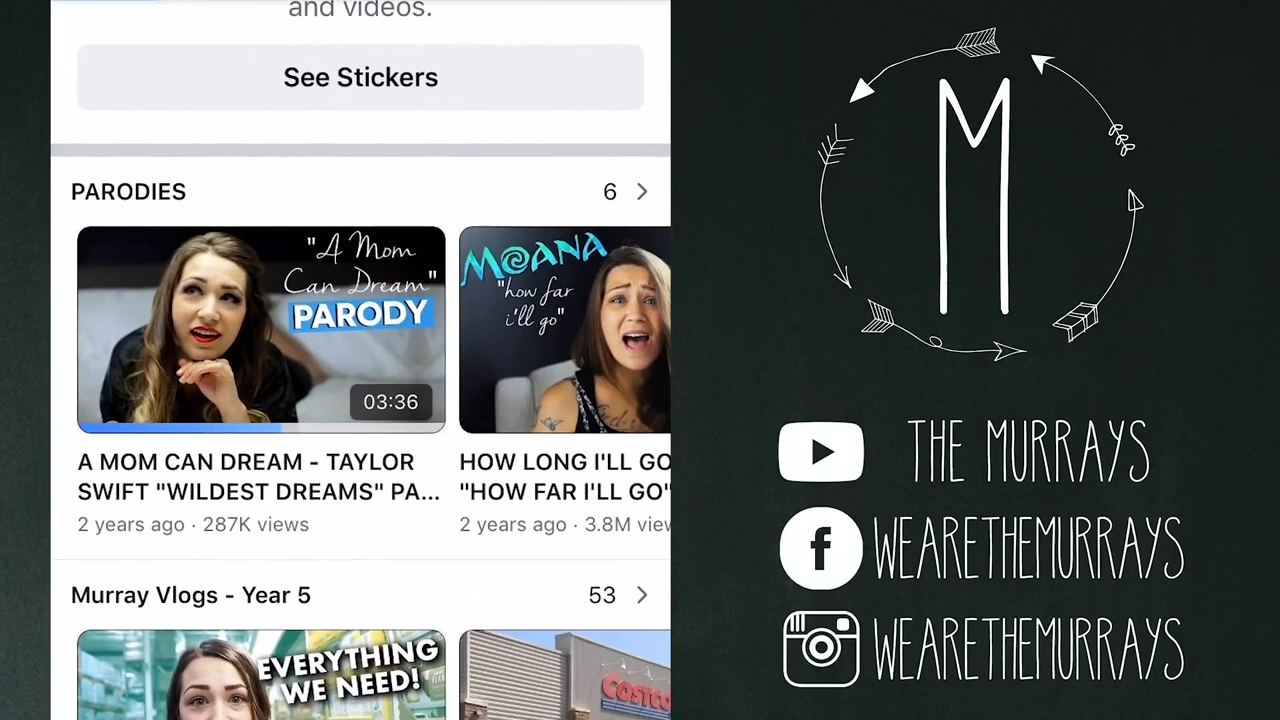 and videos.
See Stickers
PARODIES
6
"A Mom
Can Dream"
PARODY
03:36
MOANA
"how far
i'll go"
A MOM CAN DREAM - TAYLOR
SWIFT "WILDEST DREAMS" PA...
2 years ago · 287K views
HOW LONG I'LL GO
"HOW FAR I'LL GO"
2 years ago · 3.8M view
Murray Vlogs - Year 5
53
EVERYTHING
WE NEED!
COSTCO
M
THE MURRAYS
WEARETHEMURRAYS
WEARETHEMURRAYS